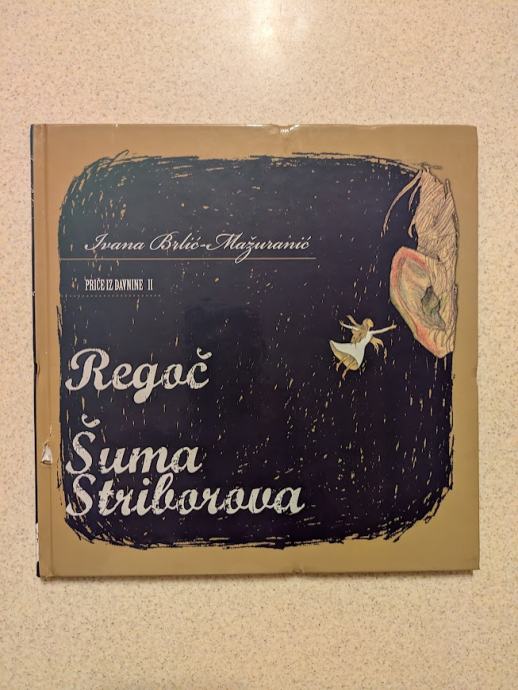 Ivana Brlić-Mažuranić
PRIČE IZ DAVNINE II
Regoč
Šuma
Striborova